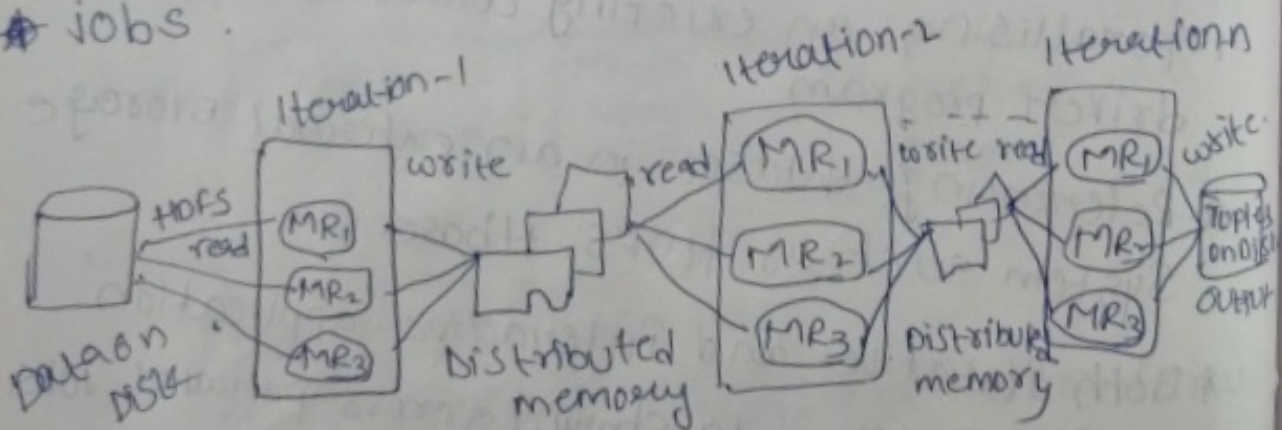 * jobs.
Iteration-1
Iteration-2
Iteration n
HDFS
read
MR1
MR2
MR3
write
Data on
Disk
Distributed
memory
read
MR1
MR2
MR3
write
read
Distributed
memory
MR1
MR2
MR3
write.
on Disk
output